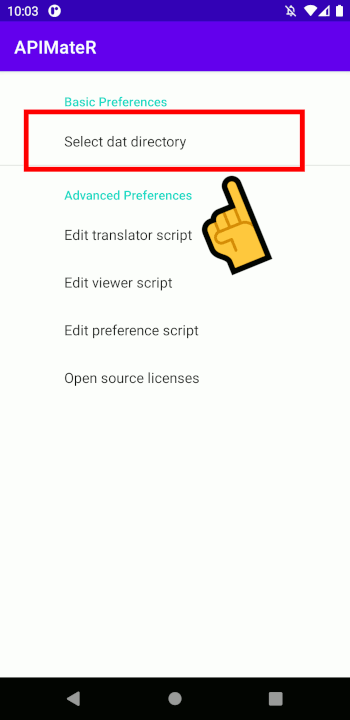 10:03
APIMateR
Basic Preferences
Select dat directory
Advanced Preferences
Edit translator script
Edit viewer script
Edit preference script
Open source licenses